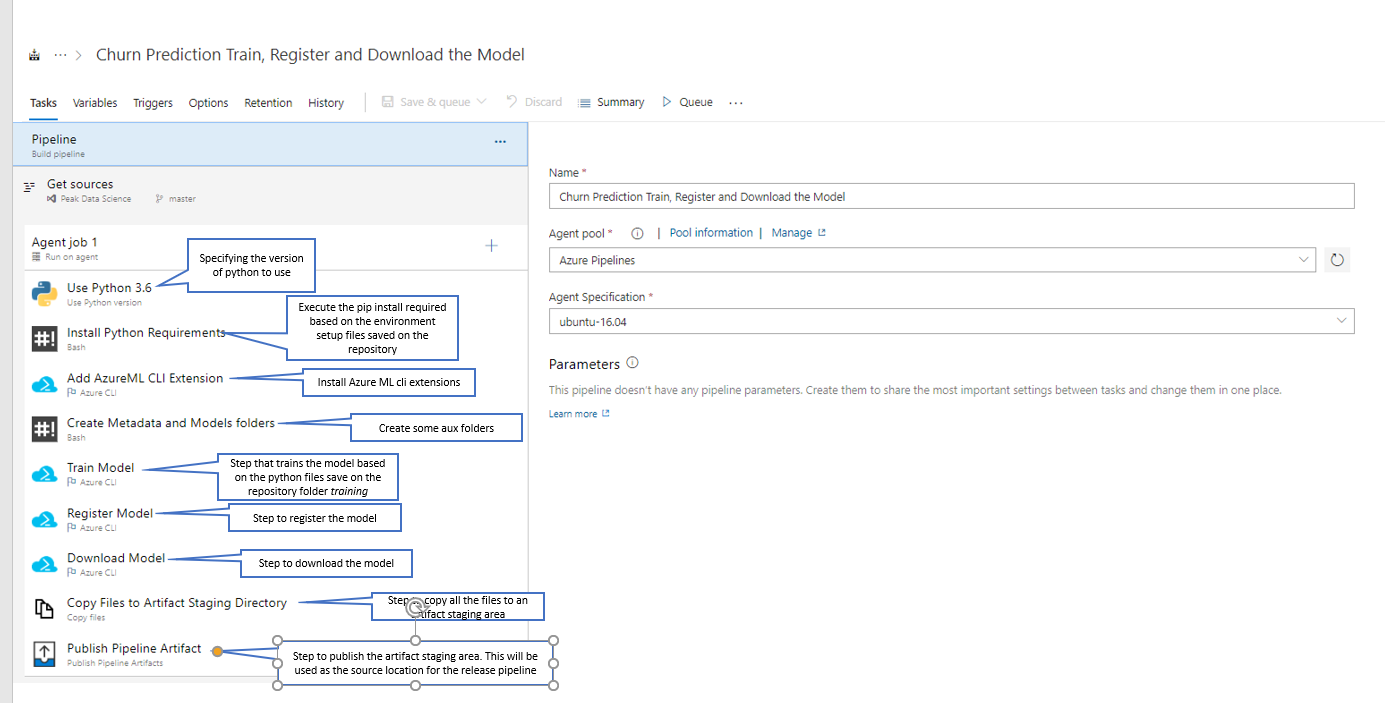 Churn Prediction Train, Register and Download the Model
Tasks Variables Triggers Options Retention History Save & queue Discard Summary Queue ...
Pipeline
Build pipeline
Get sources
Peak Data Science master
Agent job 1
Run on agent
Specifying the version
of python to use
Use Python 3.6
Use Python version
Install Python Requirements
Bash
Execute the pip install required
based on the environment
setup files saved on the
repository
Add AzureML CLI Extension
Azure CLI
Install Azure ML cli extensions
Create Metadata and Models folders
Bash
Create some aux folders
Train Model
Azure CLI
Step that trains the model based
on the python files save on the
repository folder training
Register Model
Azure CLI
Step to register the model
Download Model
Azure CLI
Step to download the model
Copy Files to Artifact Staging Directory
Copy files
Step copy all the files to an
staging area
Publish Pipeline Artifact
Publish Pipeline Artifacts
Step to publish the artifact staging area. This will be
used as the source location for the release pipeline
Name *
Churn Prediction Train, Register and Download the Model
Agent pool * | Pool information | Manage
Azure Pipelines
Agent Specification *
ubuntu-16.04
Parameters
This pipeline doesn't have any pipeline parameters. Create them to share the most important settings between tasks and change them in one place.
Learn more